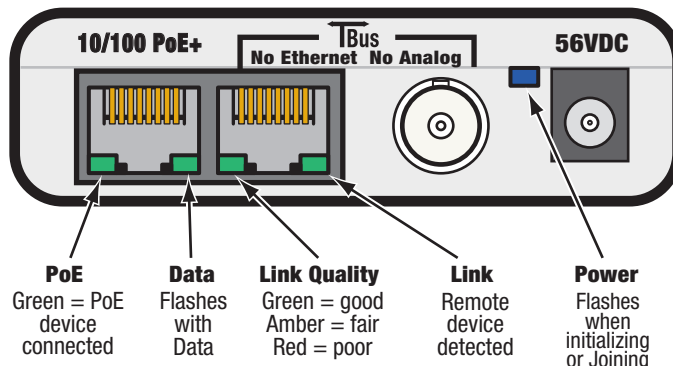 10/100 PoE+
TBus
56VDC
No Ethernet No Analog
PoE
Green = PoE
device
connected
Data
Flashes
with
Data
Link Quality
Green = good
Amber = fair
Red = poor
Link
Remote
device
detected
Power
Flashes
when
initializing
or Joining